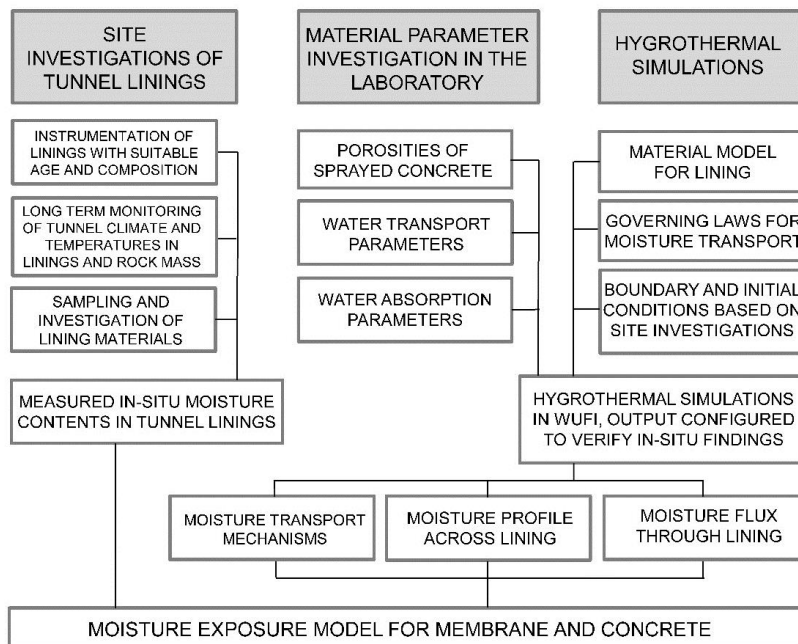 SITE
INVESTIGATIONS OF
TUNNEL LININGS
MATERIAL PARAMETER
INVESTIGATION IN THE
LABORATORY
HYGROTHERMAL
SIMULATIONS
INSTRUMENTATION OF
LININGS WITH SUITABLE
AGE AND COMPOSITION
LONG TERM MONITORING
OF TUNNEL CLIMATE AND
TEMPERATURES IN
LININGS AND ROCK MASS
SAMPLING AND
INVESTIGATION OF
LINING MATERIALS
POROSITIES OF
SPRAYED CONCRETE
WATER TRANSPORT
PARAMETERS
WATER ABSORPTION
PARAMETERS
MATERIAL MODEL
FOR LINING
GOVERNING LAWS FOR
MOISTURE TRANSPORT
BOUNDARY AND INITIAL
CONDITIONS BASED ON
SITE INVESTIGATIONS
MEASURED IN-SITU MOISTURE
CONTENTS IN TUNNEL LININGS
HYGROTHERMAL SIMULATIONS
IN WUFI, OUTPUT CONFIGURED
TO VERIFY IN-SITU FINDINGS
MOISTURE TRANSPORT
MECHANISMS
MOISTURE PROFILE
ACROSS LINING
MOISTURE FLUX
THROUGH LINING
MOISTURE EXPOSURE MODEL FOR MEMBRANE AND CONCRETE